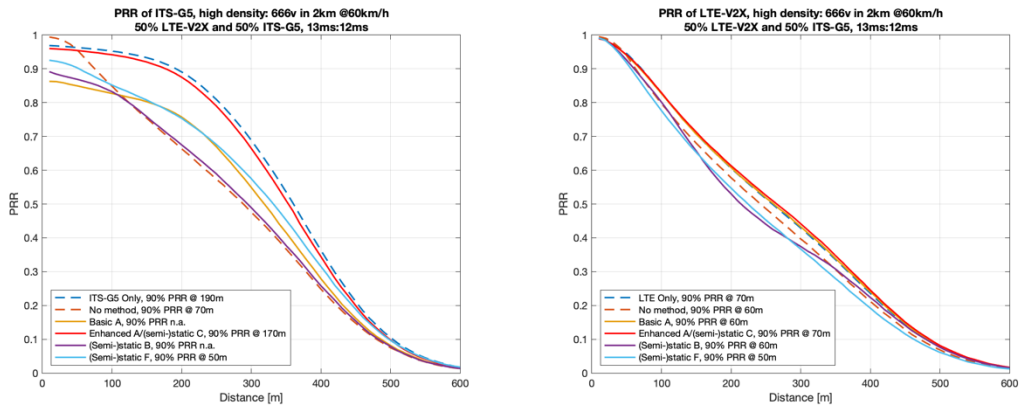 PRR of ITS-G5, high density: 666v in 2km @60km/h
50% LTE-V2X and 50% ITS-G5, 13ms:12ms
1
0.9
0.8
0.7
0.6
0.5
0.4
0.3
0.2
0.1
0
PRR
ITS-G5 Only, 90% PRR @ 190m
No method, 90% PRR @ 70m
Basic A, 90% PRR n.a.
Enhanced A/(semi-)static C, 90% PRR @ 170m
(Semi-)static B, 90% PRR n.a.
(Semi-)static F, 90% PRR @ 50m
0 100 200 300 400 500 600
Distance [m]
PRR of LTE-V2X, high density: 666v in 2km @60km/h
50% LTE-V2X and 50% ITS-G5, 13ms:12ms
1
0.9
0.8
0.7
0.6
0.5
0.4
0.3
0.2
0.1
0
PRR
LTE Only, 90% PRR @ 70m
No method, 90% PRR @ 60m
Basic A, 90% PRR @ 60m
Enhanced A/(semi-)static C, 90% PRR @ 70m
(Semi-)static B, 90% PRR @ 60m
(Semi-)static F, 90% PRR @ 50m
0 100 200 300 400 500 600
Distance [m]